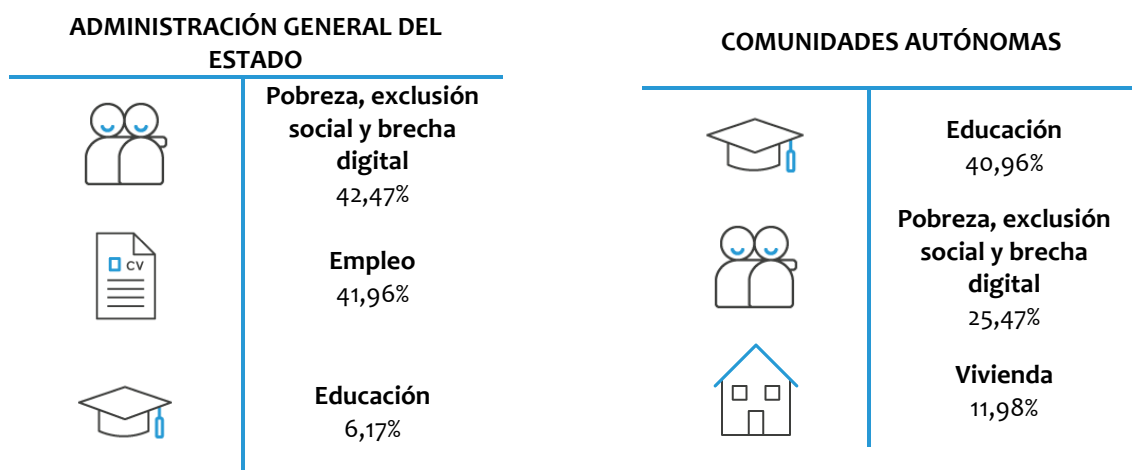 ADMINISTRACIÓN GENERAL DEL
ESTADO
Pobreza, exclusión
social y brecha
digital
42,47%
CV
Empleo
41,96%
Educación
6,17%
COMUNIDADES AUTÓNOMAS
Educación
40,96%
Pobreza, exclusión
social y brecha
digital
25,47%
Vivienda
11,98%